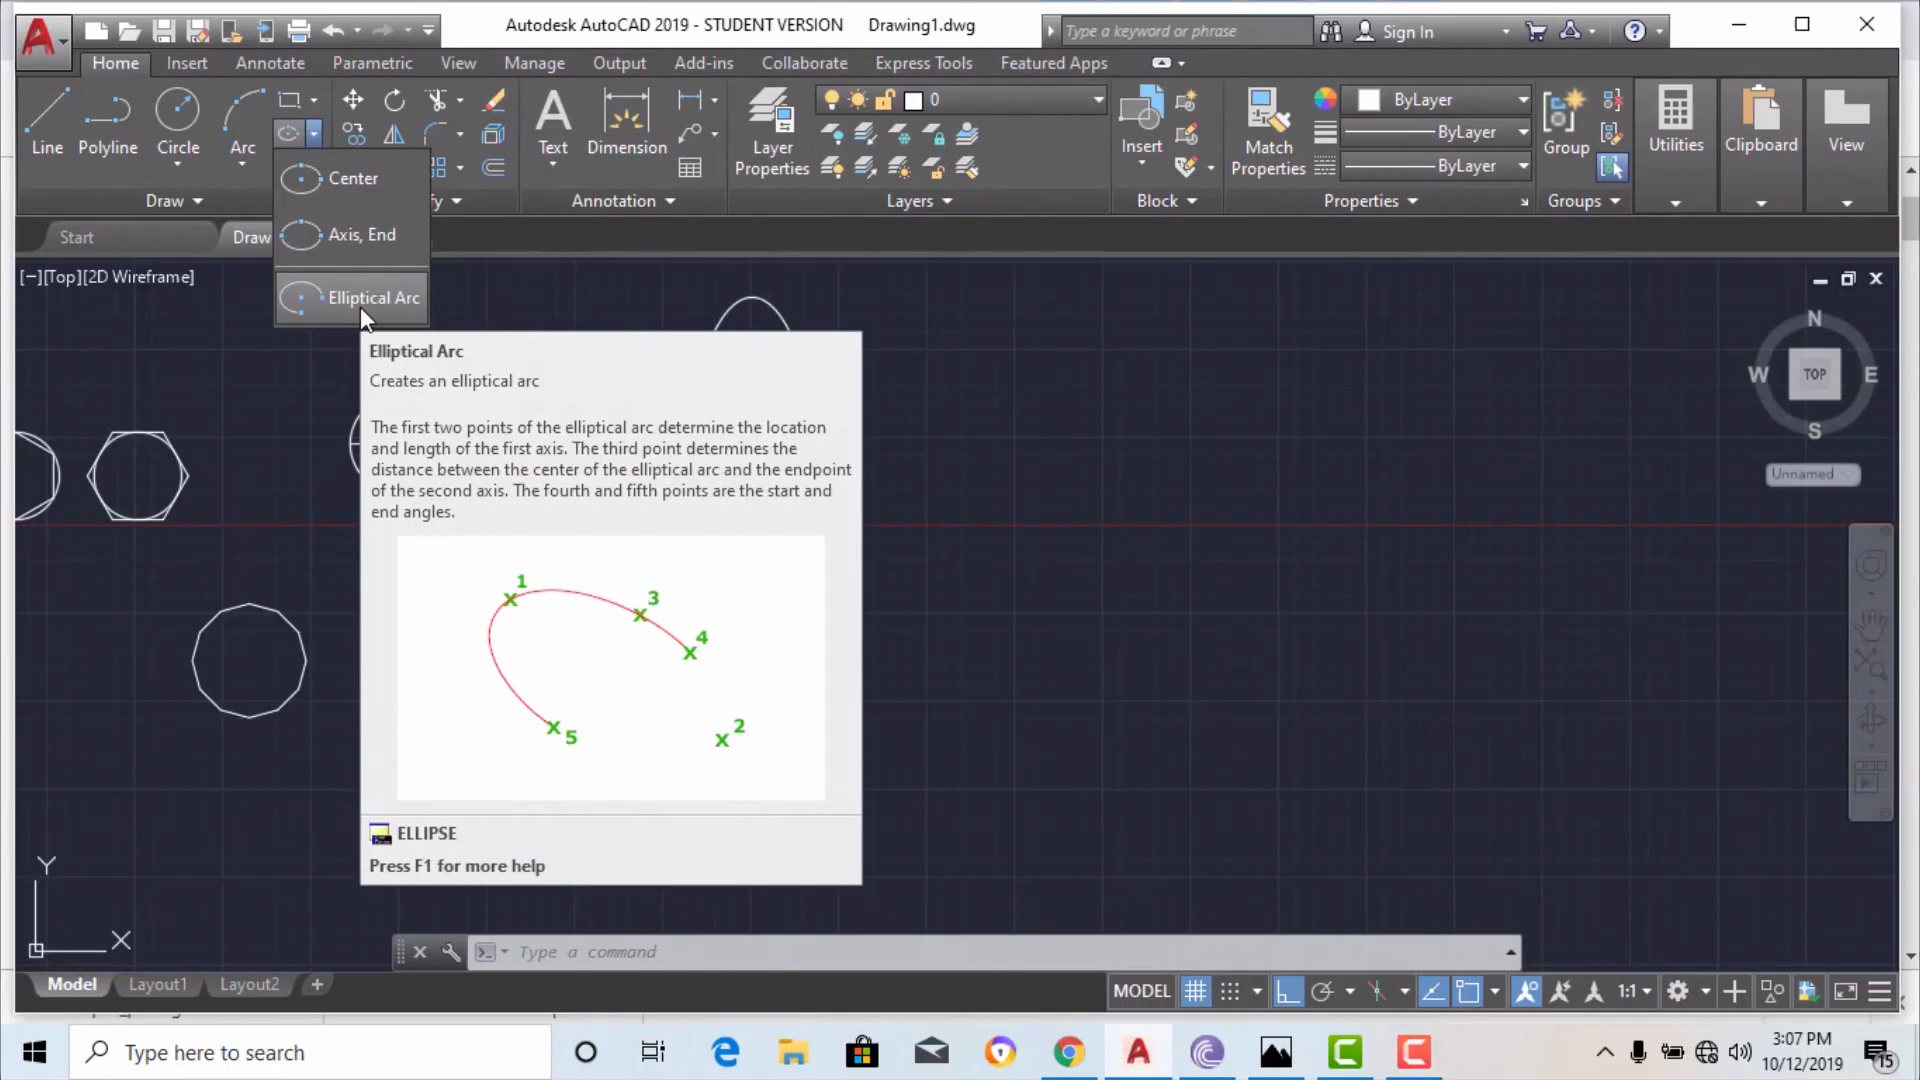 Autodesk AutoCAD 2019 - STUDENT VERSION Drawing1.dwg
Type a keyword or phrase
Sign In
Home Insert Annotate Parametric View Manage Output Add-ins Collaborate Express Tools Featured Apps
Line Polyline Circle Arc
Text Dimension
Layer Properties
0
Insert
Match Properties
ByLayer
ByLayer
ByLayer
Group
Utilities
Clipboard
View
Draw
fy
Annotation
Layers
Block
Properties
Groups
Center
Axis, End
Elliptical Arc
Start
Draw
[−][Top][2D Wireframe]
Elliptical Arc
Creates an elliptical arc
The first two points of the elliptical arc determine the location
and length of the first axis. The third point determines the
distance between the center of the elliptical arc and the endpoint
of the second axis. The fourth and fifth points are the start and
end angles.
1
3
4
2
5
ELLIPSE
Press F1 for more help
N
W TOP E
S
Unnamed
Y
X
Type a command
Model Layout1 Layout2 +
MODEL
1:1
Type here to search
3:07 PM
10/12/2019
15